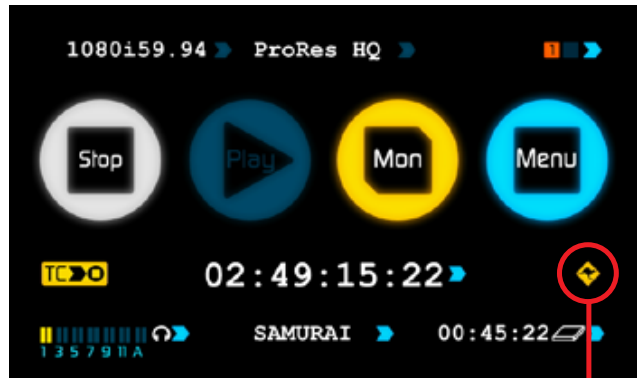 1080i59.94 ProRes HQ 1
Stop Play Mon Menu
TC 02:49:15:22
1 3 5 7 9 11 A SAMURAI 00:45:22